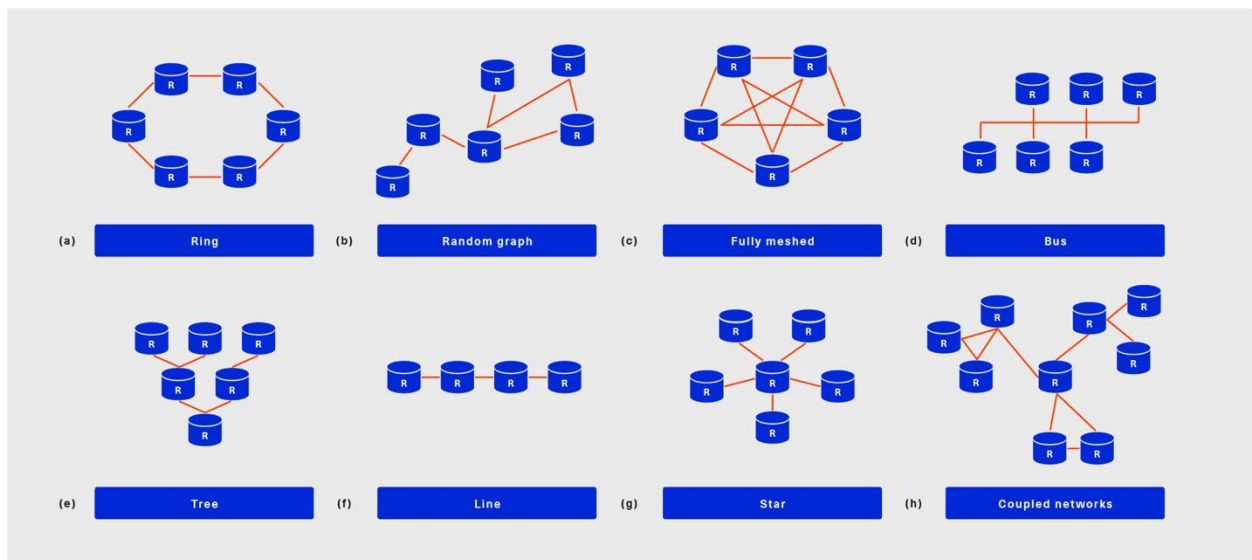 R R
R R
R R
(a) Ring
R R
R R
R
R
(b) Random graph
R R
R R
R
(c) Fully meshed
R R R
R R R
(d) Bus
R R R
R R
R
(e) Tree
R R R R
(f) Line
R R
R
R R
R
(g) Star
R
R R
R
R
R R
R R
(h) Coupled networks